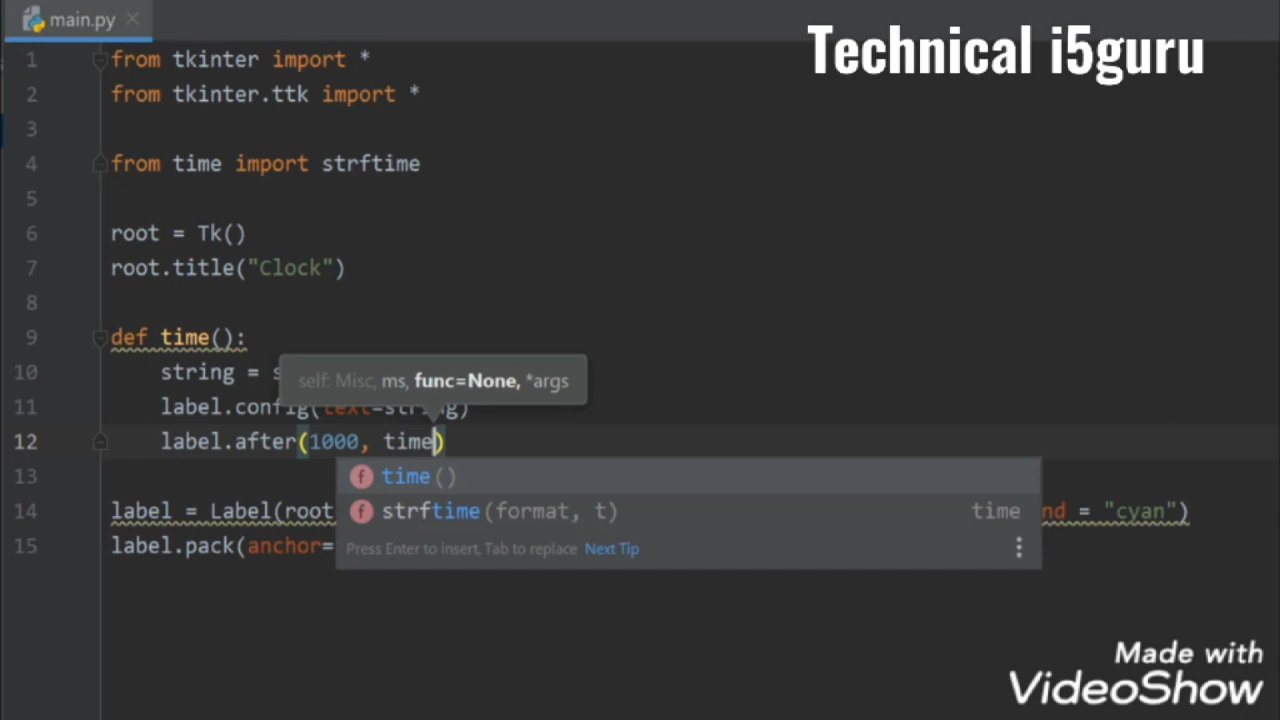 main.py
Technical i5guru
1 from tkinter import *
2 from tkinter.ttk import *
3
4 from time import strftime
5
6 root = Tk()
7 root.title("Clock")
8
9 def time():
10 string = s
self: Misc, ms, func=None, *args
11 label.config(text=string)
12 label.after(1000, time)
13 time()
14 label = Label(root strftime(format, t) time nd = "cyan")
15 label.pack(anchor= Press Enter to insert, Tab to replace Next Tip
Made with
VideoShow